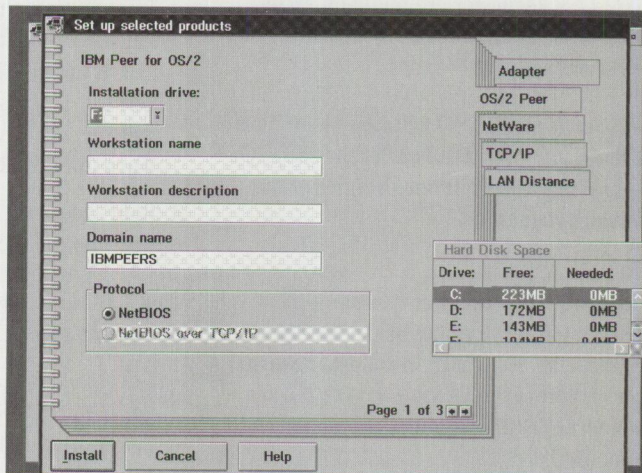 Set up selected products
IBM Peer for OS/2
Installation drive:
F:
Workstation name
Workstation description
Domain name
IBMPEERS
Protocol
NetBIOS
NetBIOS over TCP/IP
Page 1 of 3
Install
Cancel
Help
Adapter
OS/2 Peer
NetWare
TCP/IP
LAN Distance
Hard Disk Space
Drive: Free: Needed:
C: 223MB 0MB
D: 172MB 0MB
E: 143MB 0MB